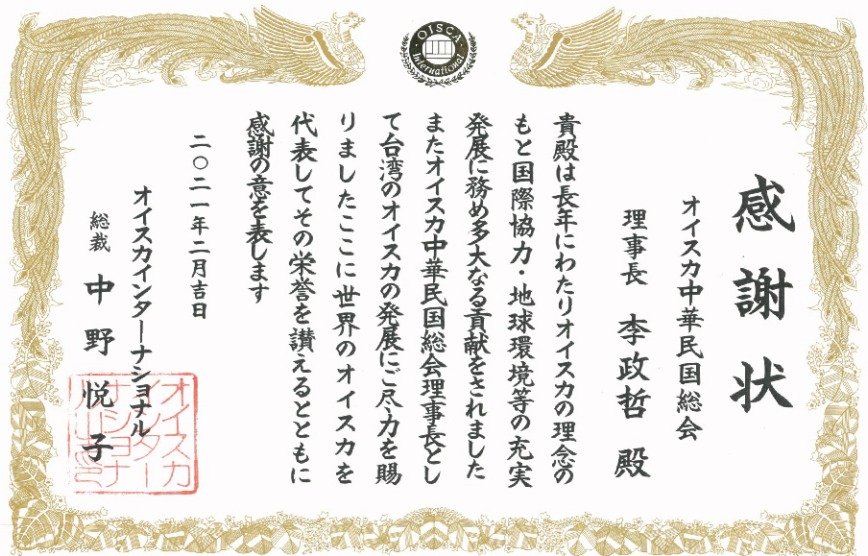 感謝状
オイスカ中華民国総会
理事長 李政哲 殿
貴殿は長年にわたりオイスカの理念の
もと国際協力・地球環境等の充実
発展に務め多大なる貢献をされました
またオイスカ中華民国総会理事長とし
て台湾のオイスカの発展にご尽力を賜
りましたここに世界のオイスカを
代表してその栄誉を讃えるとともに
感謝の意を表します
二〇二一年二月吉日
オイスカインターナショナル
総裁 中野悦子
OISCA
International